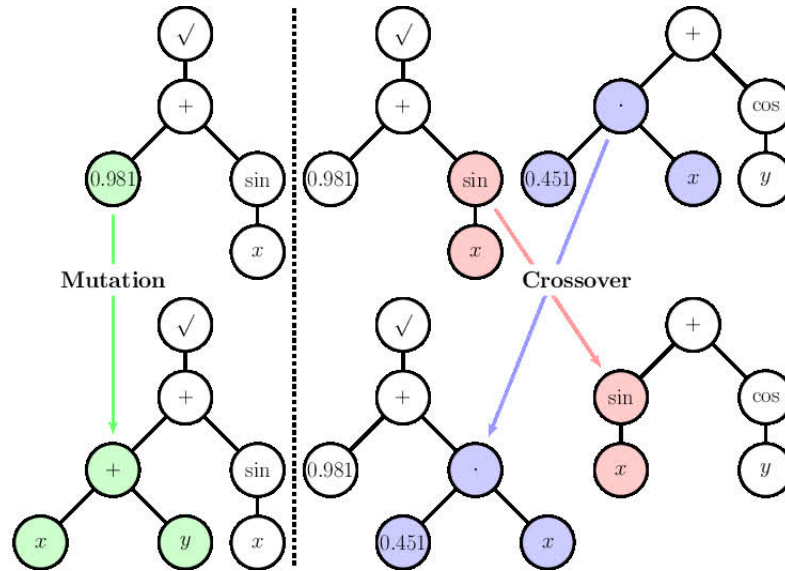 √ √ +
+ + · cos
0.981 sin 0.981 sin 0.451 x y
x x
Mutation Crossover
√ √ +
+ + sin cos
+ sin 0.981 · x y
x y x 0.451 x